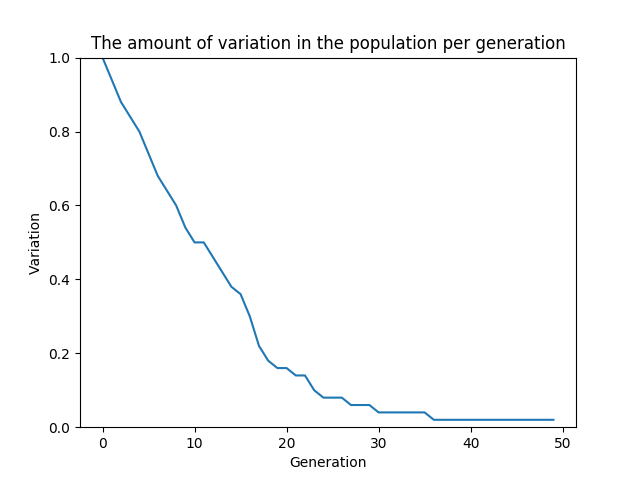 The amount of variation in the population per generation
1.0
0.8
0.6
0.4
0.2
0.0
Variation
0 10 20 30 40 50
Generation